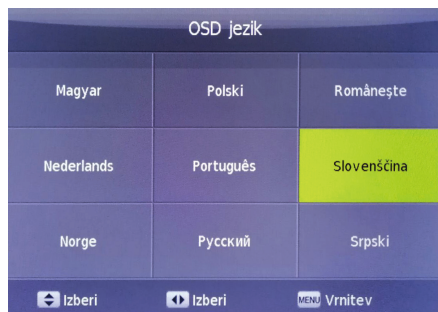 OSD jezik
Magyar Polski Românește
Nederlands Português Slovenščina
Norge Русский Srpski
Izberi Izberi MENU Vrnitev